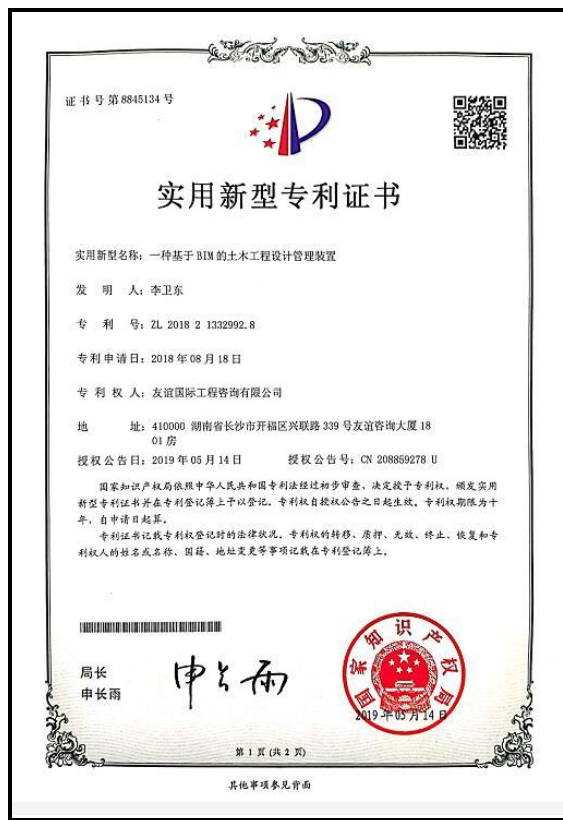 证书号第8845134号
实用新型专利证书
实用新型名称：一种基于BIM的土木工程设计管理装置
发明人：李卫东
专利号：ZL 2018 2 1332992.8
专利申请日：2018年08月18日
专利权人：友谊国际工程咨询有限公司
地址：410000 湖南省长沙市开福区兴联路339号友谊咨询大厦18
01房
授权公告日：2019年05月14日 授权公告号：CN 208859278 U
国家知识产权局依照中华人民共和国专利法经过初步审查，决定授予专利权，颁发实用
新型专利证书并在专利登记簿上予以登记。专利权自授权公告之日起生效。专利权期限为十
年，自申请日起算。
专利证书记载专利权登记时的法律状况。专利权的转移、质押、无效、终止、恢复和专
利权人的姓名或名称、国籍、地址变更等事项记载在专利登记簿上。
局长
申长雨
申长雨
国家知识产权局
2019年05月14日
第1页(共2页)
其他事项参见背面